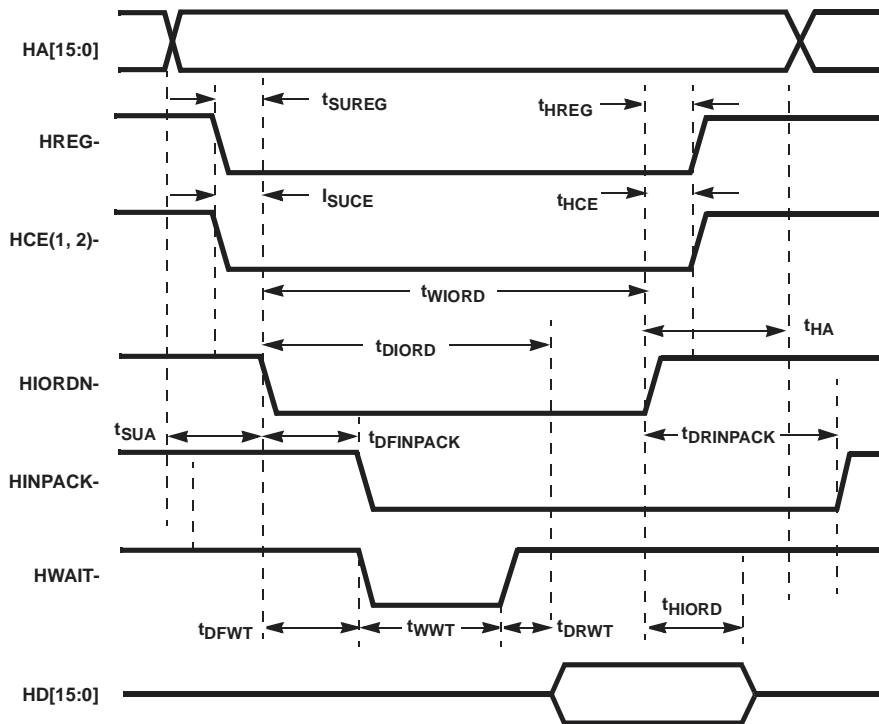 HA[15:0]
tSUREG
tHREG
HREG-
ISUCE
tHCE
HCE(1, 2)-
tWIORD
tHA
tDIORD
HIORDN-
tSUA
tDFINPACK
tDRINPACK
HINPACK-
HWAIT-
tHIORD
tDFWT
tWWT
tDRWT
HD[15:0]